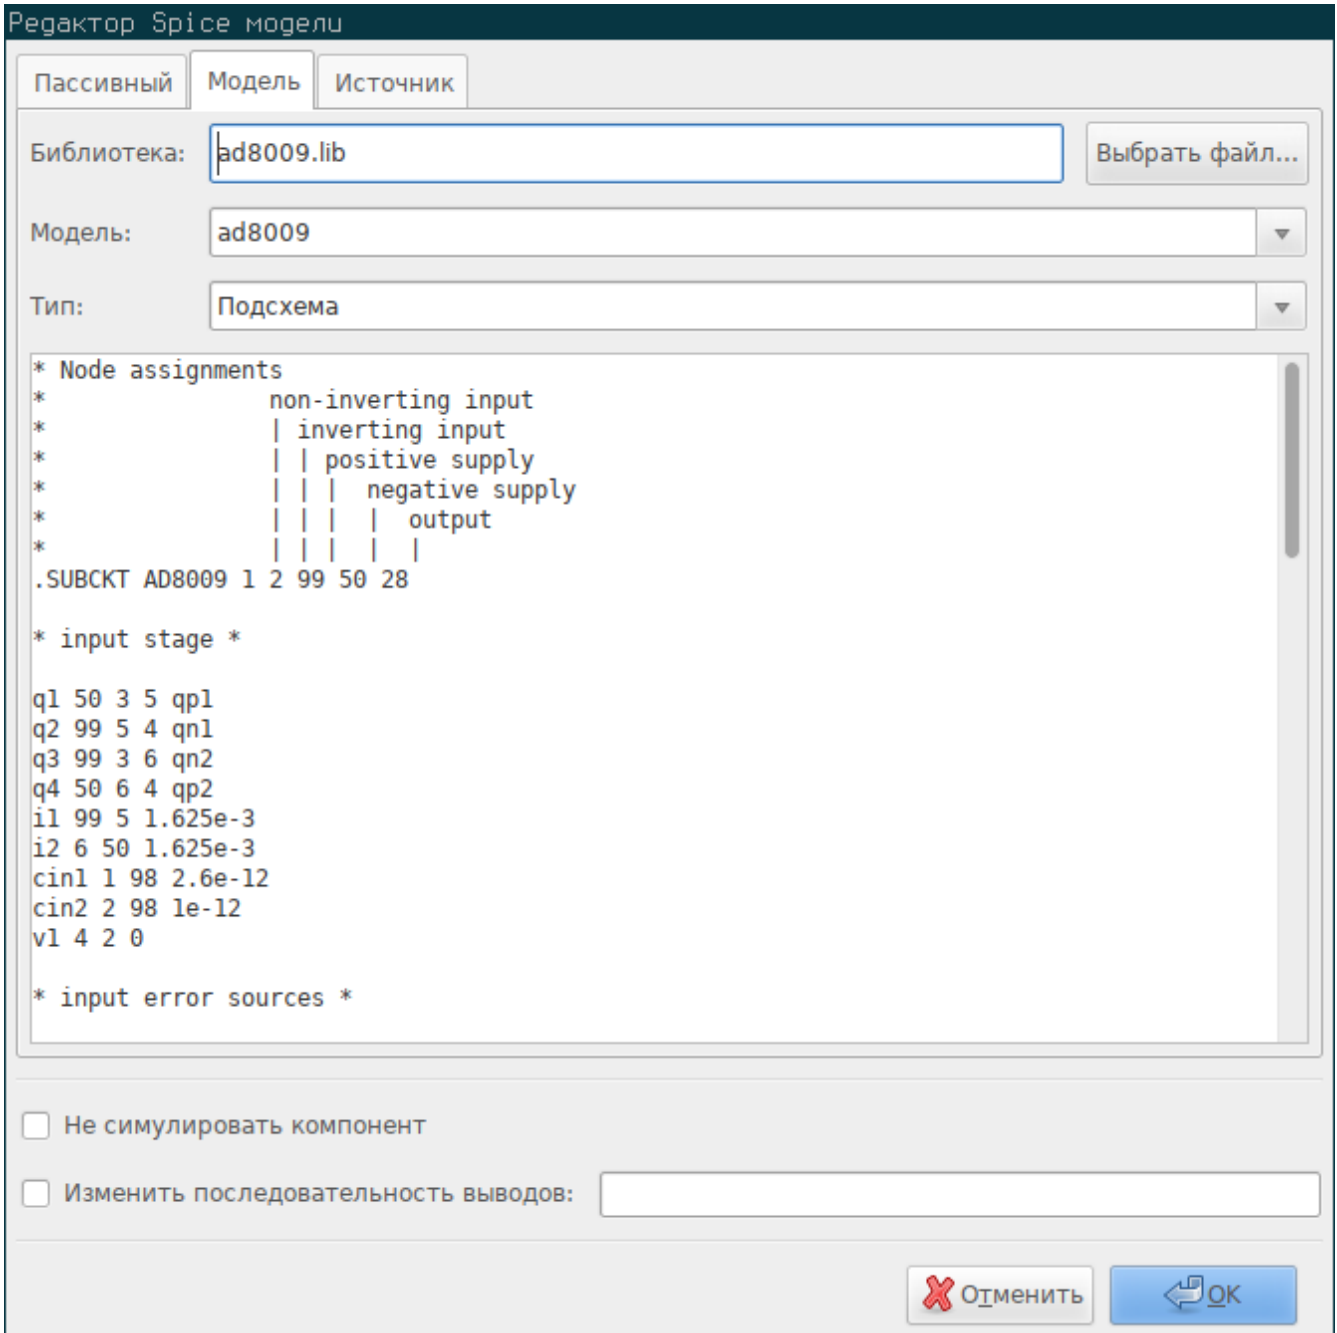 Редактор Spice модели
Пассивный Модель Источник
Библиотека: ad8009.lib Выбрать файл...
Модель: ad8009
Тип: Подсхема
* Node assignments
*                non-inverting input
*                | inverting input
*                | | positive supply
*                | | |  negative supply
*                | | |  |  output
*                | | |  |  |
.SUBCKT AD8009 1 2 99 50 28
* input stage *
q1 50 3 5 qp1
q2 99 5 4 qn1
q3 99 3 6 qn2
q4 50 6 4 qp2
i1 99 5 1.625e-3
i2 6 50 1.625e-3
cin1 1 98 2.6e-12
cin2 2 98 1e-12
v1 4 2 0
* input error sources *
Не симулировать компонент
Изменить последовательность выводов:
Отменить OK